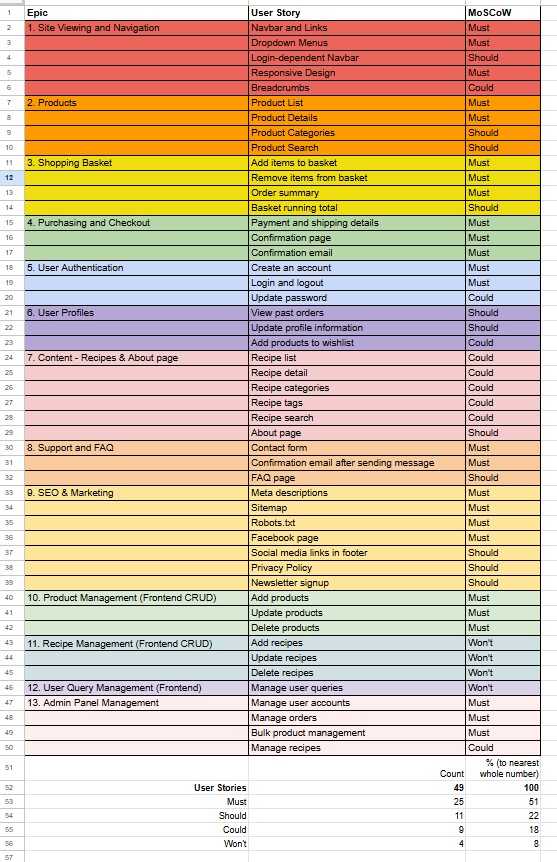 1 Epic User Story MoSCoW
2 1. Site Viewing and Navigation Navbar and Links Must
3 Dropdown Menus Must
4 Login-dependent Navbar Should
5 Responsive Design Must
6 Breadcrumbs Could
7 2. Products Product List Must
8 Product Details Must
9 Product Categories Should
10 Product Search Should
11 3. Shopping Basket Add items to basket Must
12 Remove items from basket Must
13 Order summary Must
14 Basket running total Should
15 4. Purchasing and Checkout Payment and shipping details Must
16 Confirmation page Must
17 Confirmation email Must
18 5. User Authentication Create an account Must
19 Login and logout Must
20 Update password Could
21 6. User Profiles View past orders Should
22 Update profile information Should
23 Add products to wishlist Could
24 7. Content - Recipes & About page Recipe list Could
25 Recipe detail Could
26 Recipe categories Could
27 Recipe tags Could
28 Recipe search Could
29 About page Should
30 8. Support and FAQ Contact form Must
31 Confirmation email after sending message Must
32 FAQ page Should
33 9. SEO & Marketing Meta descriptions Must
34 Sitemap Must
35 Robots.txt Must
36 Facebook page Must
37 Social media links in footer Should
38 Privacy Policy Should
39 Newsletter signup Should
40 10. Product Management (Frontend CRUD) Add products Must
41 Update products Must
42 Delete products Must
43 11. Recipe Management (Frontend CRUD) Add recipes Won't
44 Update recipes Won't
45 Delete recipes Won't
46 12. User Query Management (Frontend) Manage user queries Won't
47 13. Admin Panel Management Manage user accounts Must
48 Manage orders Must
49 Bulk product management Must
50 Manage recipes Could
51 Count % (to nearest whole number)
52 User Stories 49 100
53 Must 25 51
54 Should 11 22
55 Could 9 18
56 Won't 4 8
57